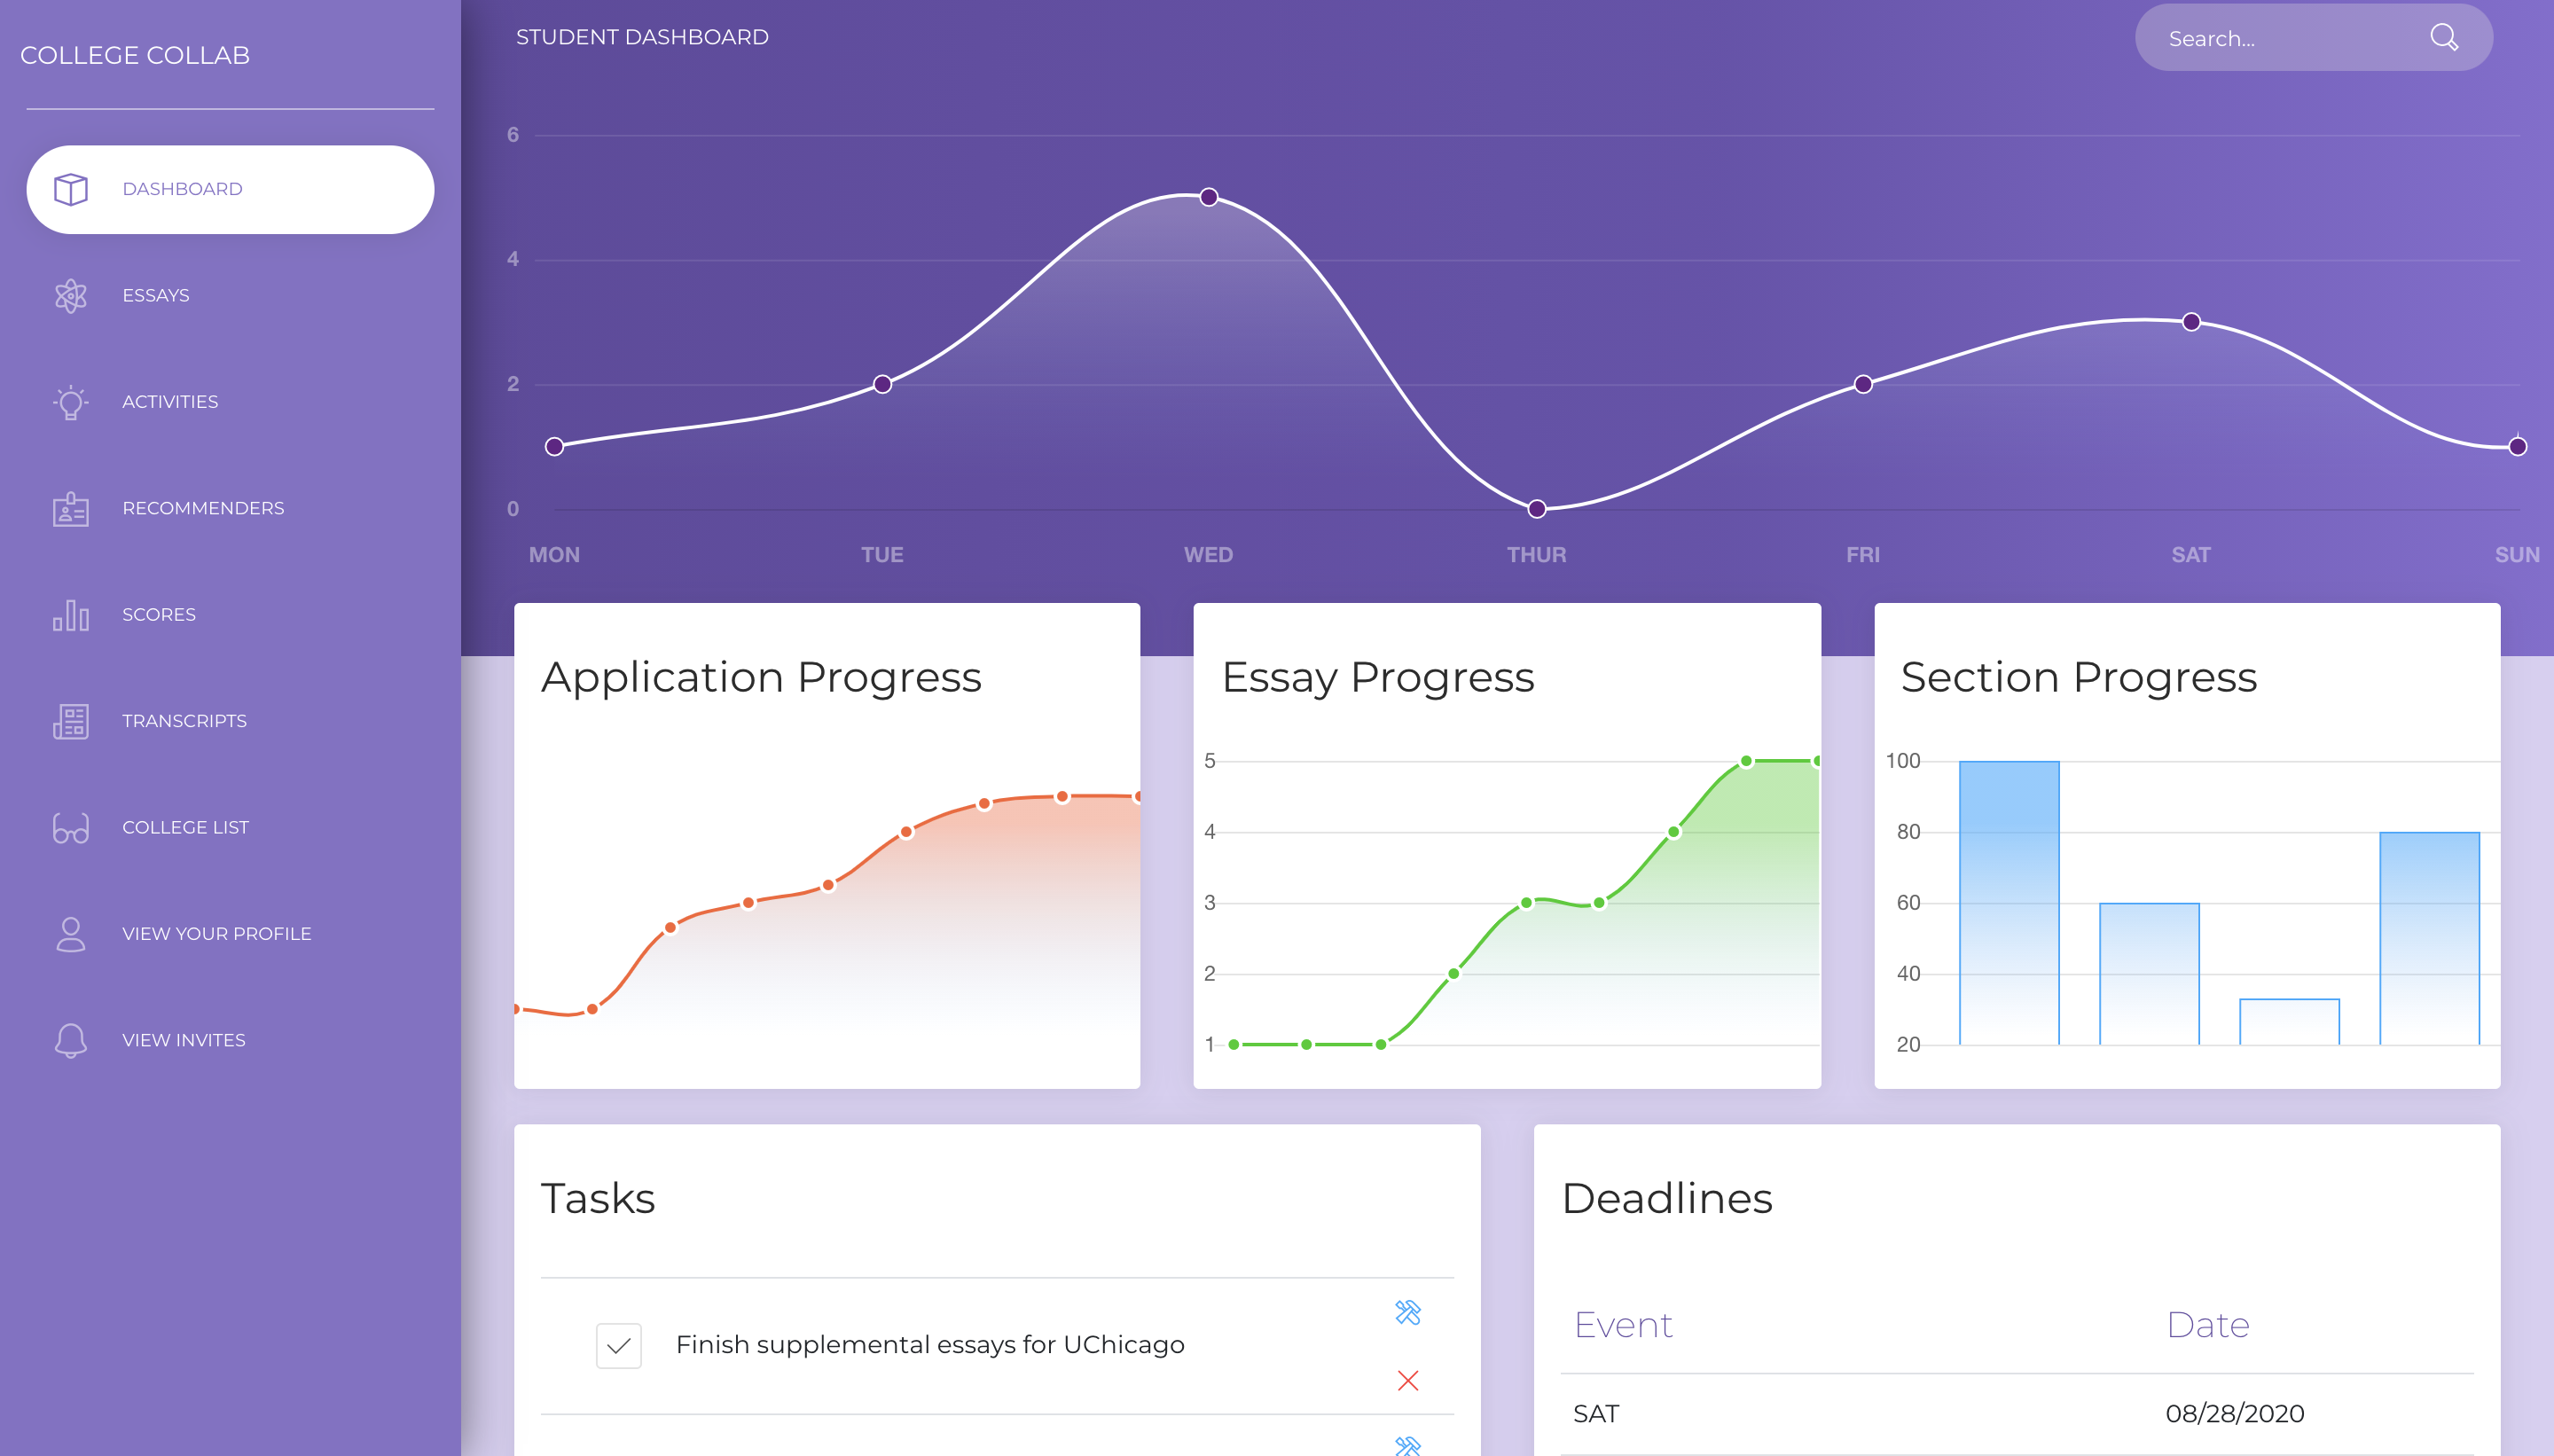 COLLEGE COLLAB
DASHBOARD
ESSAYS
ACTIVITIES
RECOMMENDERS
SCORES
TRANSCRIPTS
COLLEGE LIST
VIEW YOUR PROFILE
VIEW INVITES
STUDENT DASHBOARD
Search...
6
4
2
0
MON TUE WED THUR FRI SAT SUN
Application Progress
Essay Progress
5
4
3
2
1
Section Progress
100
80
60
40
20
Tasks
Finish supplemental essays for UChicago
Deadlines
Event Date
SAT 08/28/2020